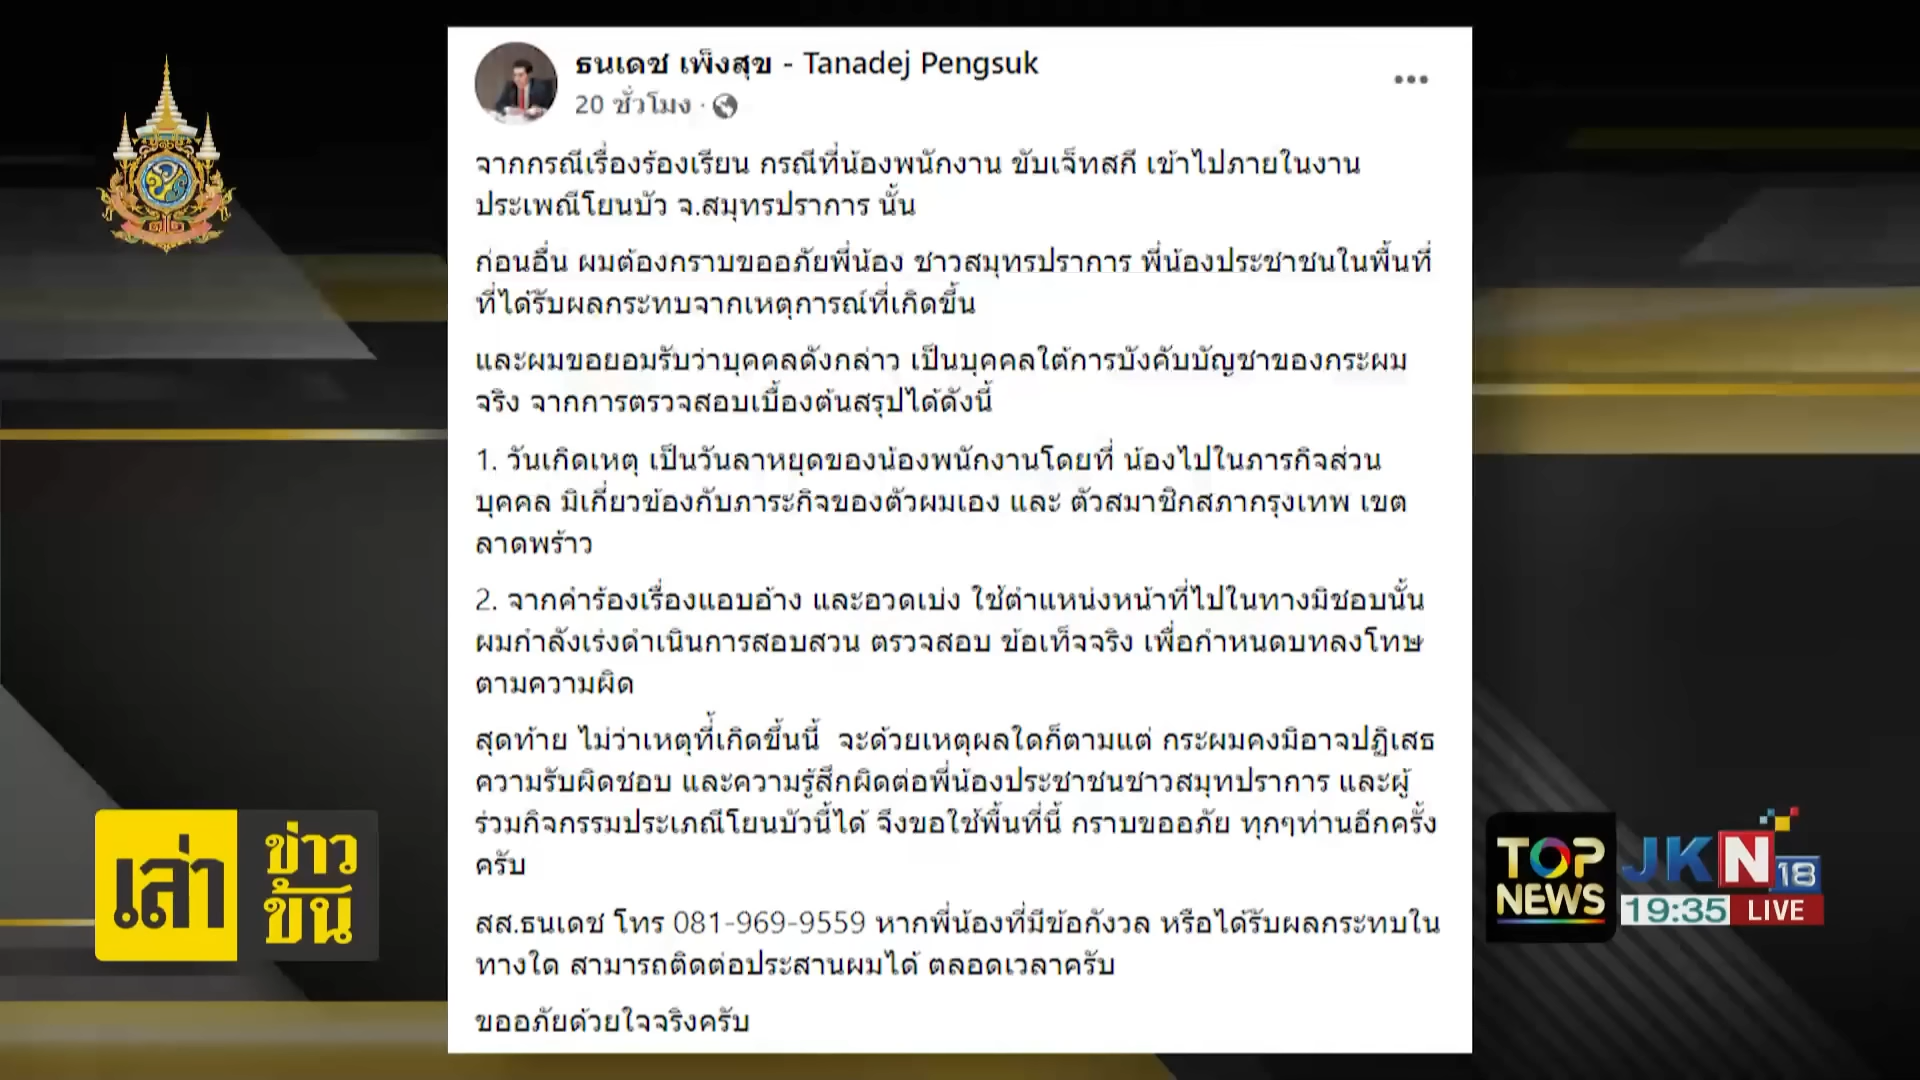 ธนเดช เพ็งสุข - Tanadej Pengsuk
20 ชั่วโมง ·
จากกรณีเรื่องร้องเรียน กรณีที่น้องพนักงาน ขับเจ็ทสกี เข้าไปภายในงาน
ประเพณีโยนบัว จ.สมุทรปราการ นั้น
ก่อนอื่น ผมต้องกราบขออภัยพี่น้อง ชาวสมุทรปราการ พี่น้องประชาชนในพื้นที่
ที่ได้รับผลกระทบจากเหตุการณ์ที่เกิดขึ้น
และผมขอยอมรับว่าบุคคลดังกล่าว เป็นบุคคลใต้การบังคับบัญชาของกระผม
จริง จากการตรวจสอบเบื้องต้นสรุปได้ดังนี้
1. วันเกิดเหตุ เป็นวันลาหยุดของน้องพนักงานโดยที่ น้องไปในภารกิจส่วน
บุคคล มิเกี่ยวข้องกับภาระกิจของตัวผมเอง และ ตัวสมาชิกสภากรุงเทพ เขต
ลาดพร้าว
2. จากคำร้องเรื่องแอบอ้าง และอวดเบ่ง ใช้ตำแหน่งหน้าที่ไปในทางมิชอบนั้น
ผมกำลังเร่งดำเนินการสอบสวน ตรวจสอบ ข้อเท็จจริง เพื่อกำหนดบทลงโทษ
ตามความผิด
สุดท้าย ไม่ว่าเหตุที่เกิดขึ้นนี้ จะด้วยเหตุผลใดก็ตามแต่ กระผมคงมิอาจปฏิเสธ
ความรับผิดชอบ และความรู้สึกผิดต่อพี่น้องประชาชนชาวสมุทปราการ และผู้
ร่วมกิจกรรมประเภณีโยนบัวนี้ได้ จึงขอใช้พื้นที่นี้ กราบขออภัย ทุกๆท่านอีกครั้ง
ครับ
สส.ธนเดช โทร 081-969-9559 หากพี่น้องที่มีข้อกังวล หรือได้รับผลกระทบใน
ทางใด สามารถติดต่อประสานผมได้ ตลอดเวลาครับ
ขออภัยด้วยใจจริงครับ
เล่า
ข่าว
ข้น
TOP
NEWS
JKN 18
19:35 LIVE